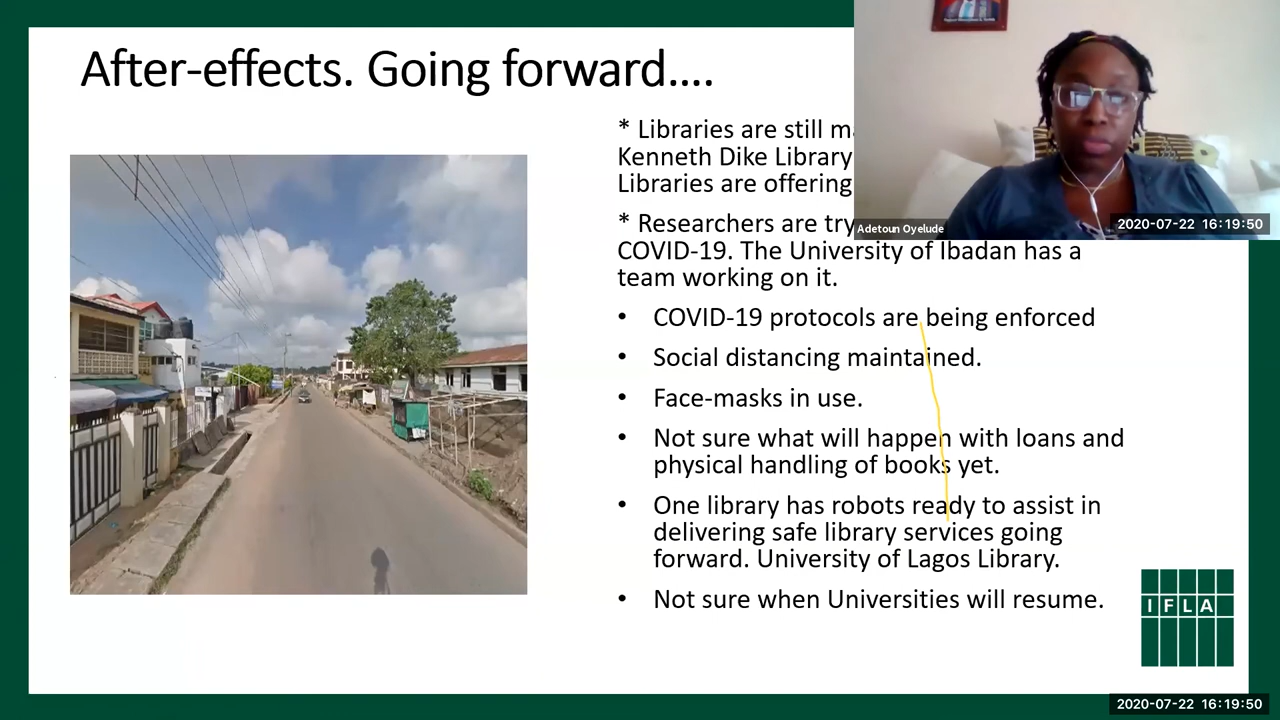 After-effects. Going forward....
* Libraries are still
Kenneth Dike Library
Libraries are offering
* Researchers are
COVID-19. The University of Ibadan has a
team working on it.
• COVID-19 protocols are being enforced
• Social distancing maintained.
• Face-masks in use.
• Not sure what will happen with loans and
physical handling of books yet.
• One library has robots ready to assist in
delivering safe library services going
forward. University of Lagos Library.
• Not sure when Universities will resume.
Adetoun Oyelude
2020-07-22 16:19:50
IFLA
2020-07-22 16:19:50